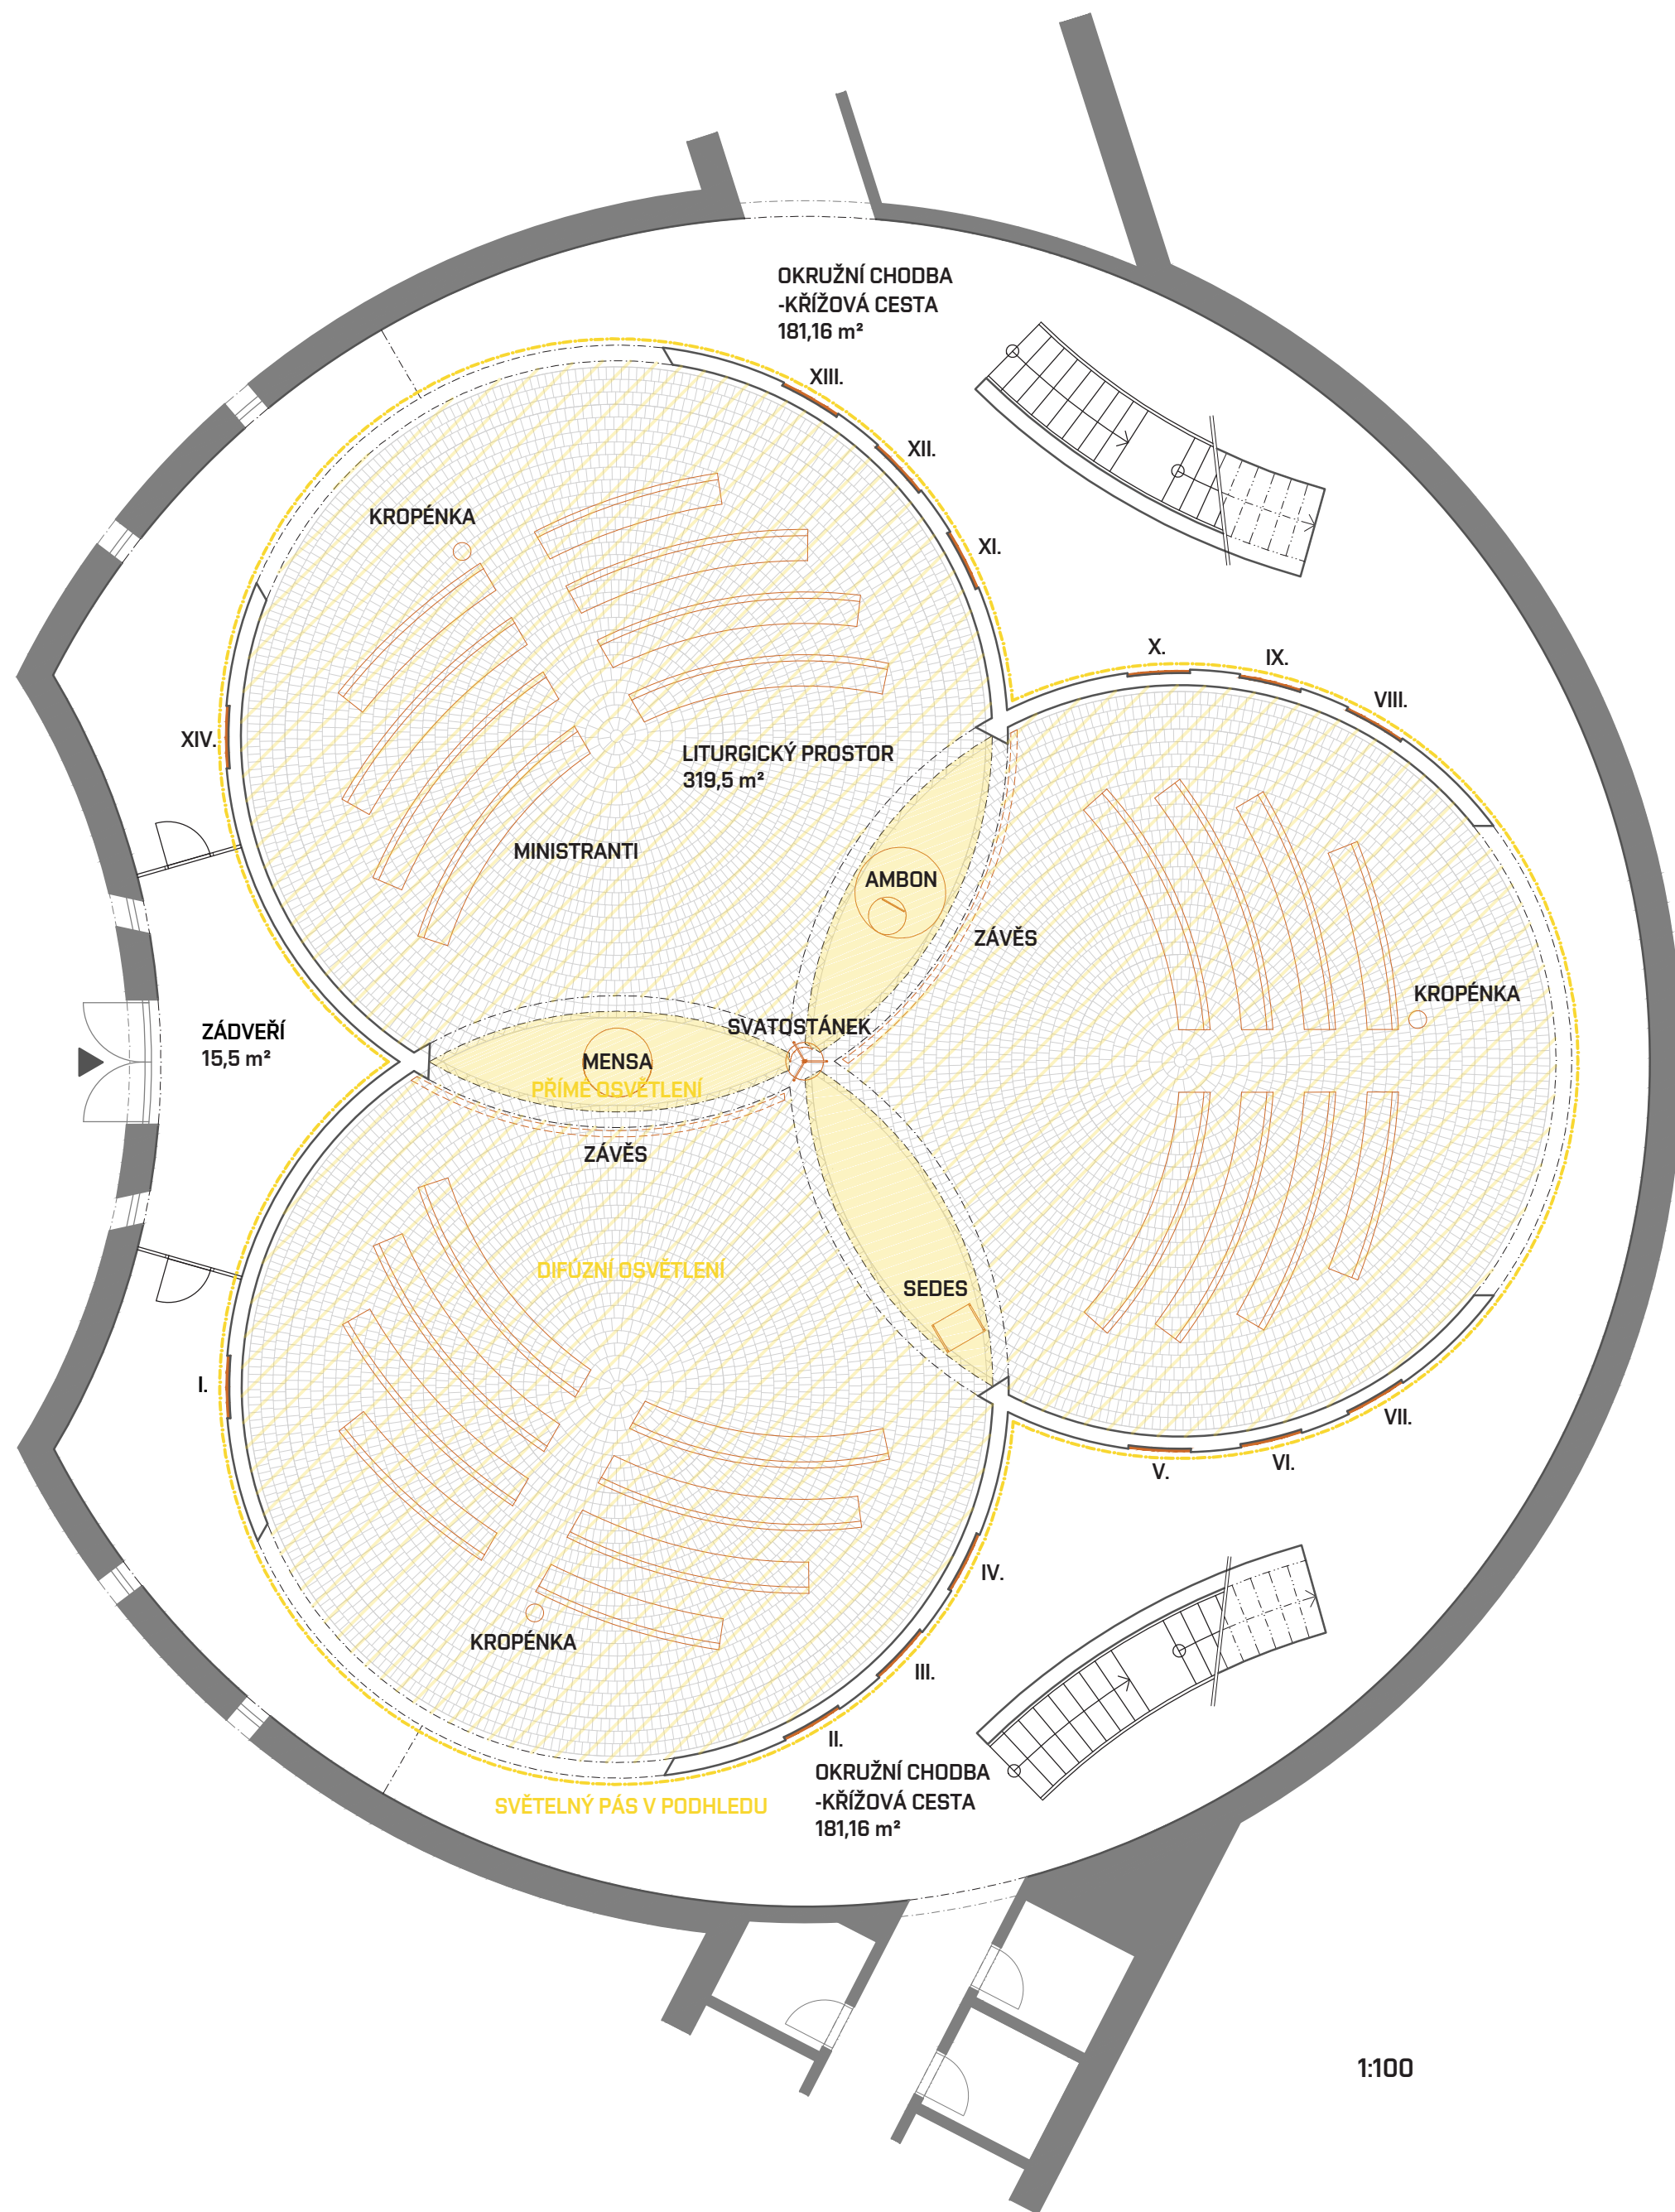 OKRUŽNÍ CHODBA
-KŘÍŽOVÁ CESTA
181,16 m²
XIII.
XII.
KROPÉNKA
XI.
X.
IX.
VIII.
XIV.
LITURGICKÝ PROSTOR
319,5 m²
MINISTRANTI
AMBON
ZÁVĚS
KROPÉNKA
ZÁDVEŘÍ
15,5 m²
SVATOSTÁNEK
MENSA
PŘÍMÉ OSVĚTLENÍ
ZÁVĚS
DIFÚZNÍ OSVĚTLENÍ
SEDES
I.
VII.
VI.
V.
IV.
KROPÉNKA
III.
II.
OKRUŽNÍ CHODBA
-KŘÍŽOVÁ CESTA
181,16 m²
SVĚTELNÝ PÁS V PODHLEDU
1:100